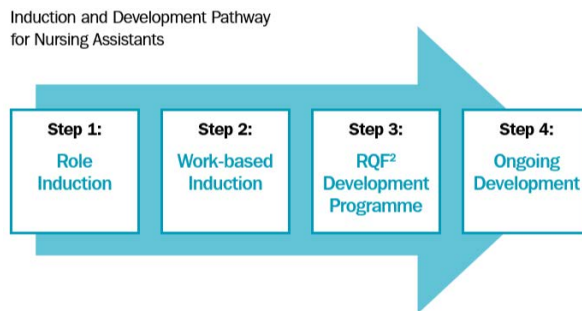 Induction and Development Pathway
for Nursing Assistants
Step 1:
Role
Induction
Step 2:
Work-based
Induction
Step 3:
RQF²
Development
Programme
Step 4:
Ongoing
Development